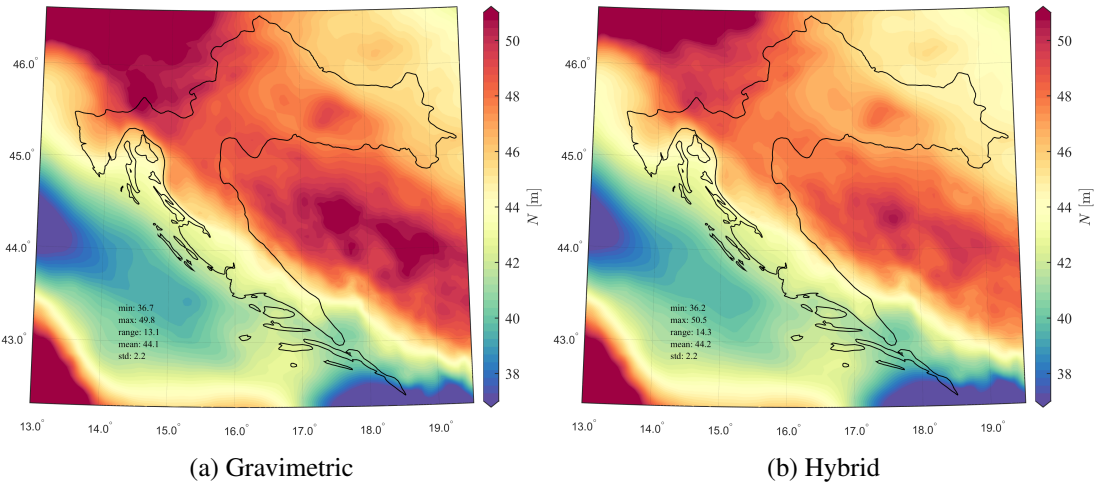 46.0°
45.0°
44.0°
43.0°
13.0°
14.0°
15.0°
16.0°
17.0°
18.0°
19.0°
50
48
46
44
42
40
38
N [m]
min: 36.7
max: 49.8
range: 13.1
mean: 44.1
std: 2.2
(a) Gravimetric
46.0°
45.0°
44.0°
43.0°
13.0°
14.0°
15.0°
16.0°
17.0°
18.0°
19.0°
50
48
46
44
42
40
38
N [m]
min: 36.2
max: 50.5
range: 14.3
mean: 44.2
std: 2.2
(b) Hybrid